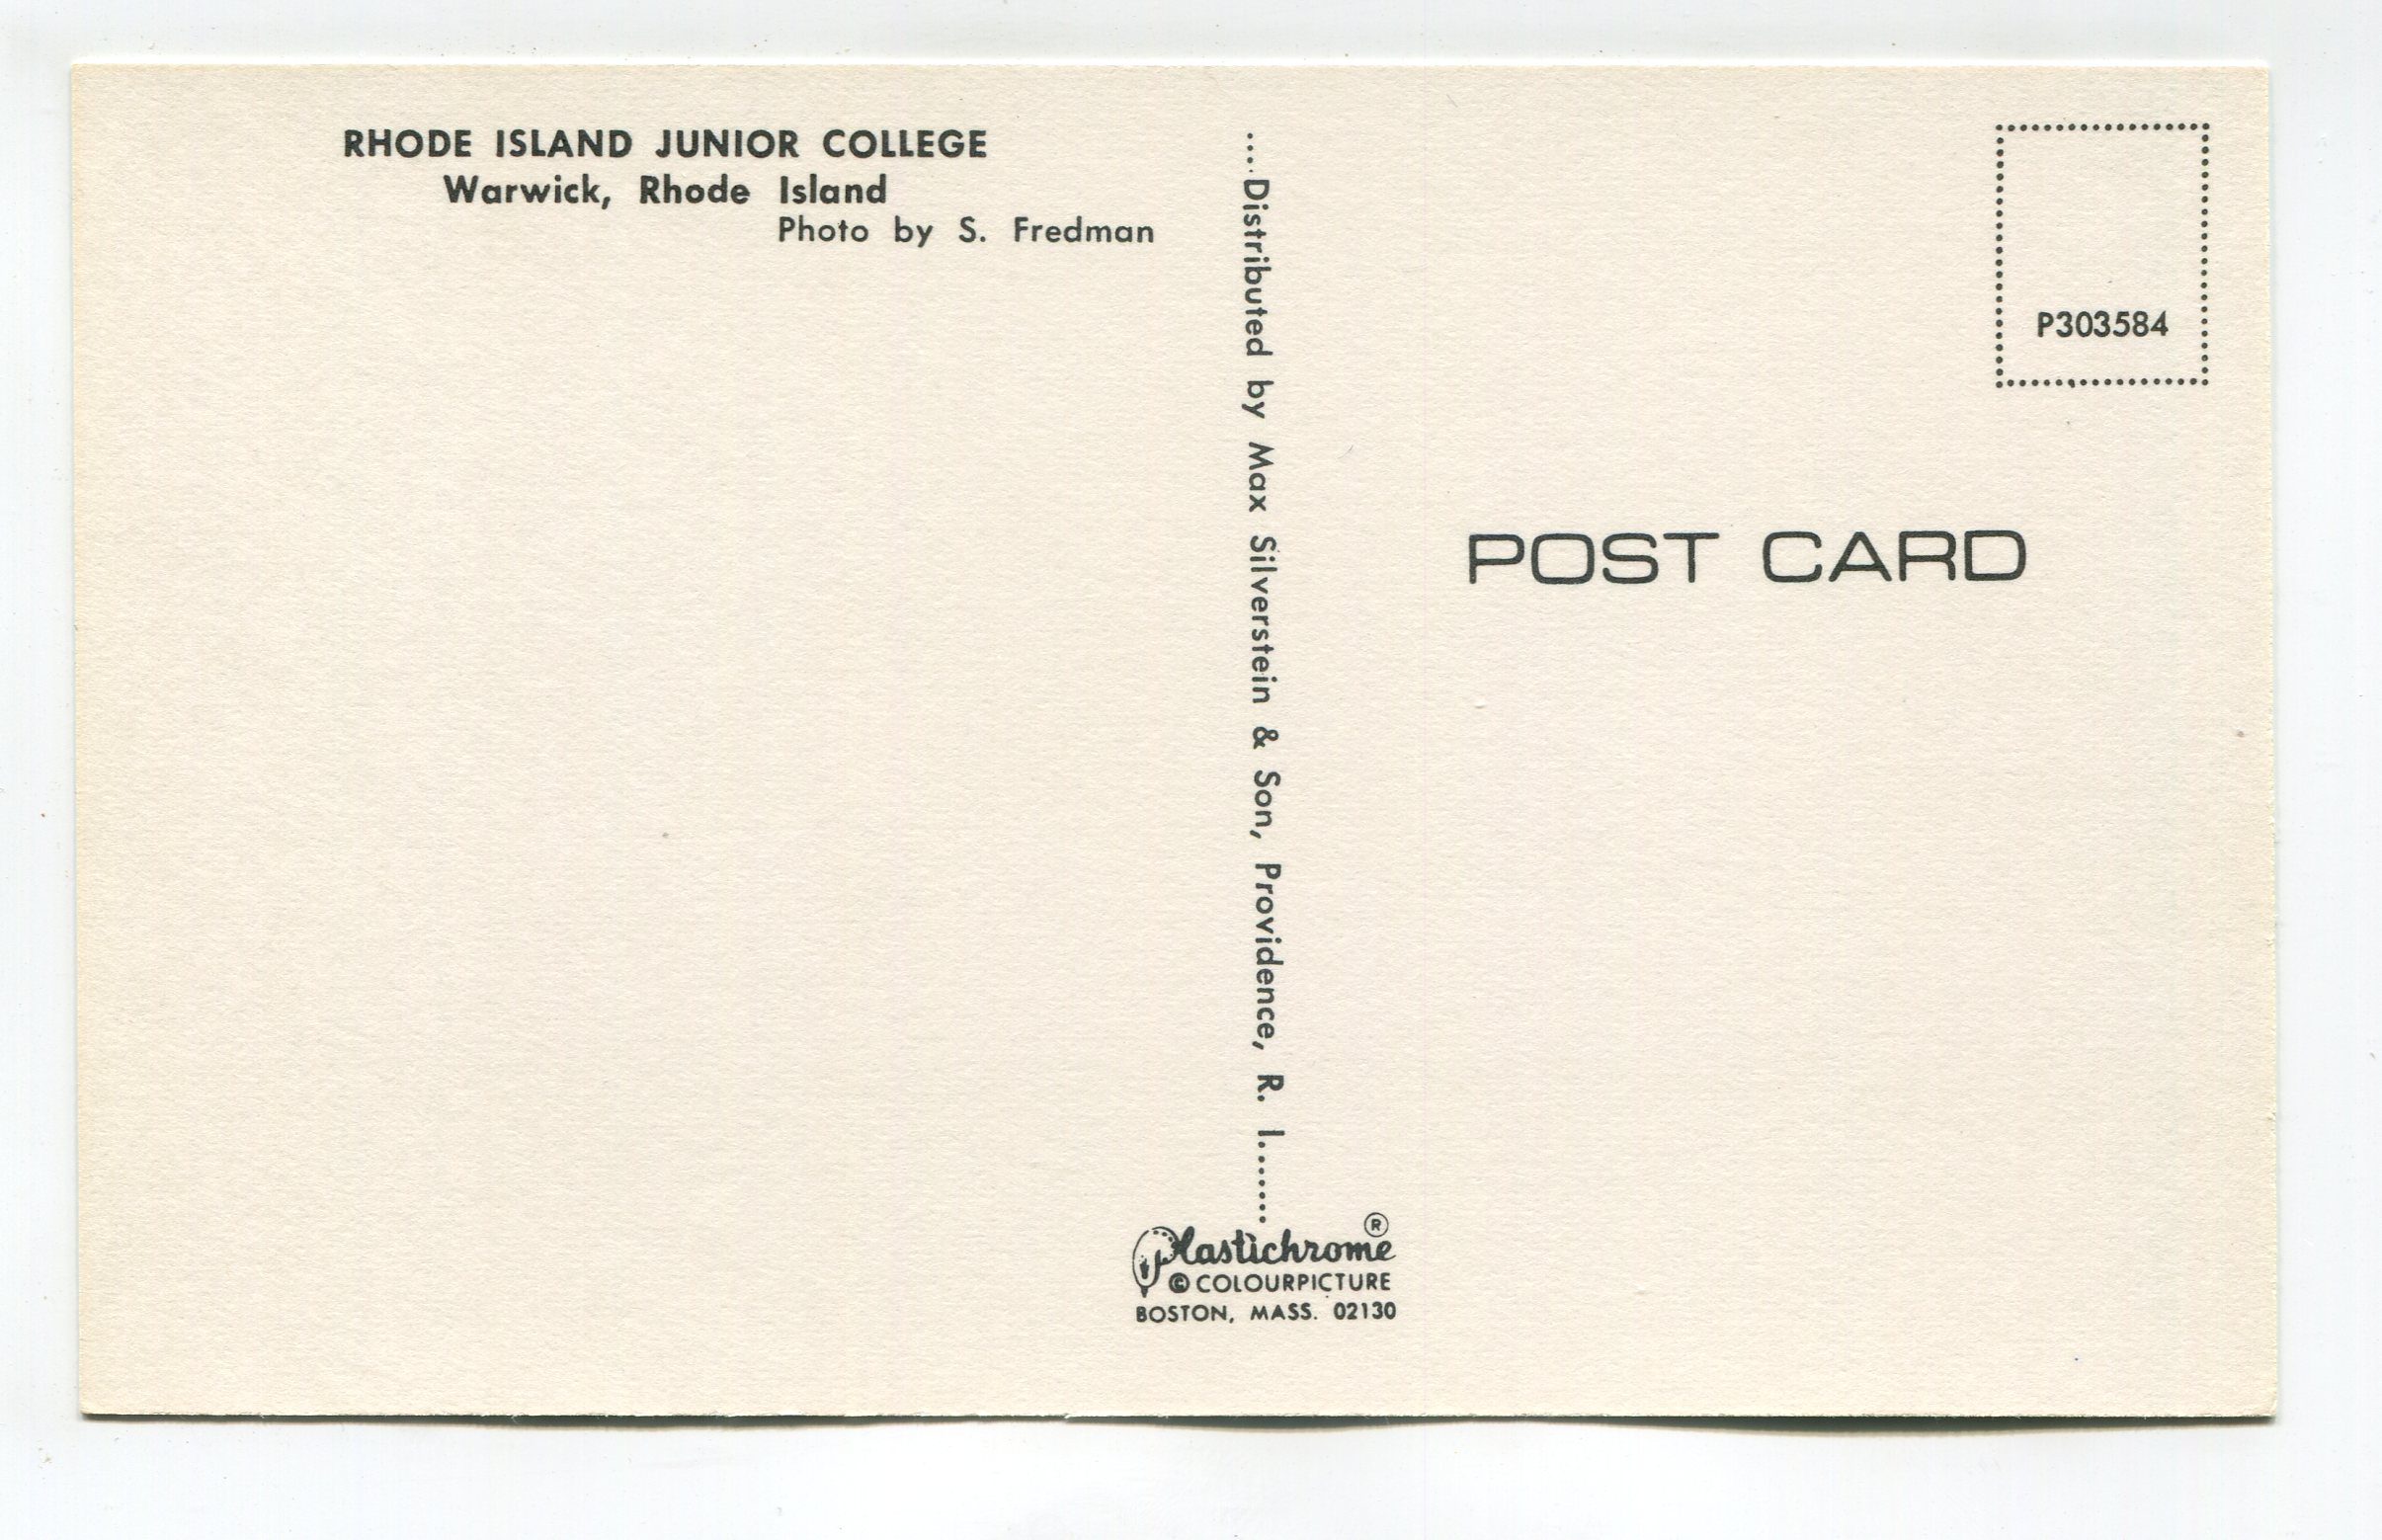 RHODE ISLAND JUNIOR COLLEGE
Warwick, Rhode Island
Photo by S. Fredman
....Distributed by Max Silverstein & Son, Providence, R. I.......
P303584
POST CARD
Plastichrome ®
© COLOURPICTURE
BOSTON, MASS. 02130